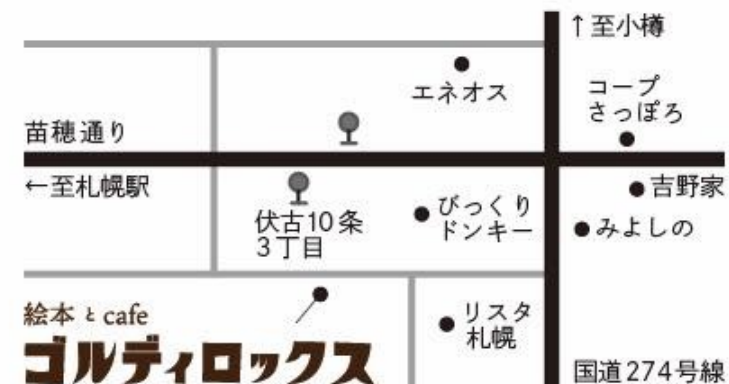 ↑至小樽
コープ
さっぽろ
エネオス
苗穂通り
←至札幌駅
吉野家
びっくり
ドンキー
みよしの
伏古10条
3丁目
絵本とcafe
ゴルディロックス
リスタ
札幌
国道274号線